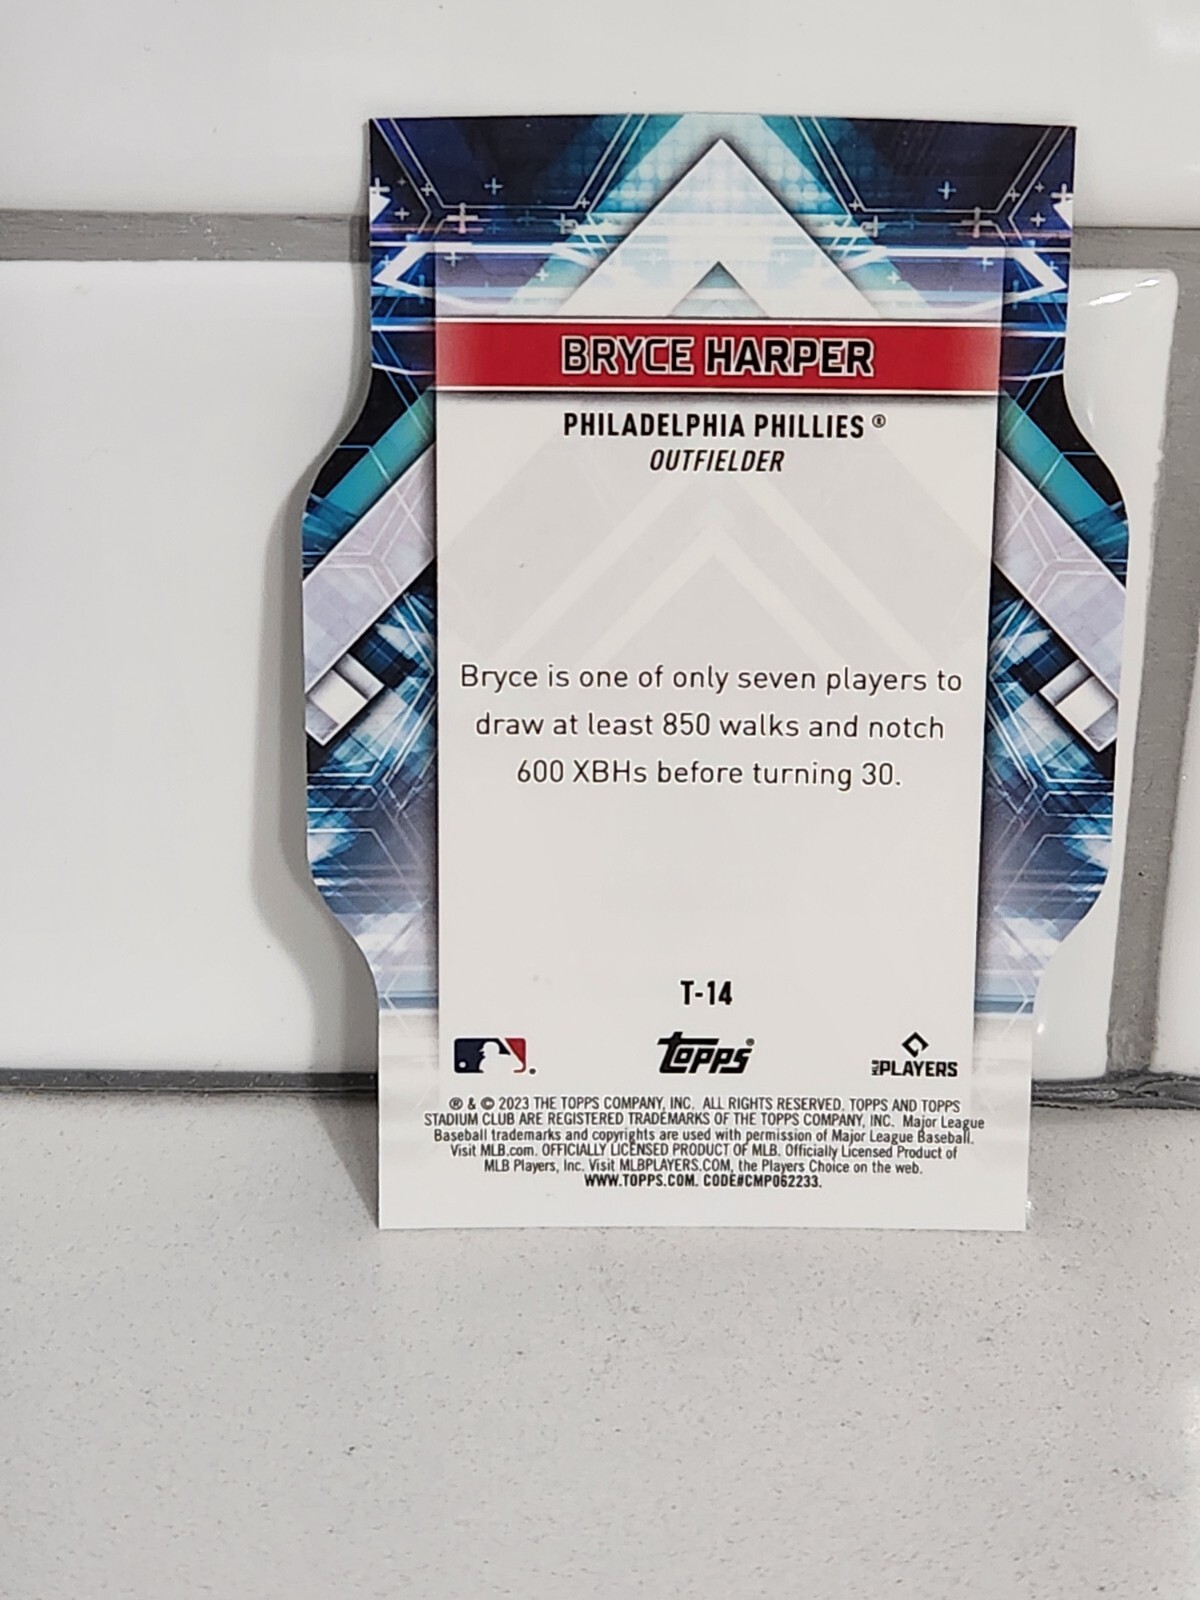 BRYCE HARPER
PHILADELPHIA PHILLIES ®
OUTFIELDER
Bryce is one of only seven players to
draw at least 850 walks and notch
600 XBHs before turning 30.
T-14
topps®
MLB PLAYERS
® & © 2023 THE TOPPS COMPANY, INC. ALL RIGHTS RESERVED. TOPPS AND TOPPS
STADIUM CLUB ARE REGISTERED TRADEMARKS OF THE TOPPS COMPANY, INC. Major League
Baseball trademarks and copyrights are used with permission of Major League Baseball.
Visit MLB.com. OFFICIALLY LICENSED PRODUCT OF MLB. Officially Licensed Product of
MLB Players, Inc. Visit MLBPLAYERS.COM, the Players Choice on the web.
WWW.TOPPS.COM. CODE#CMP062233.